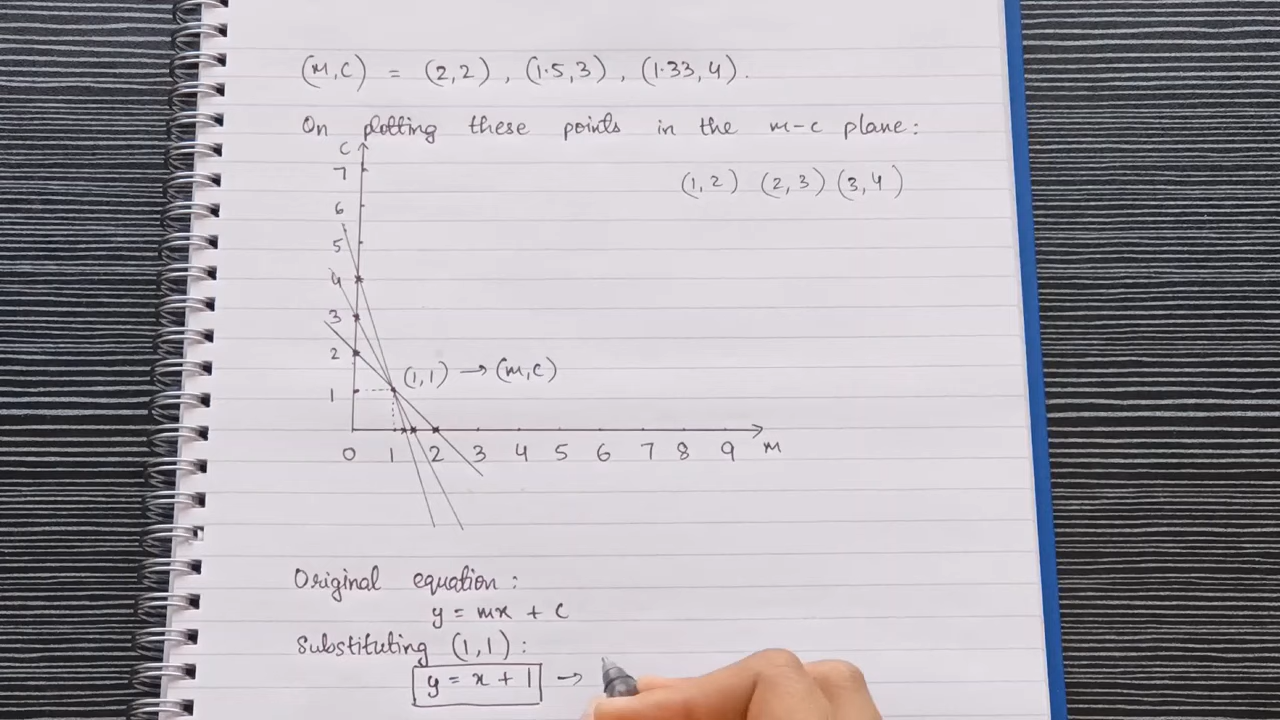 (m,c) = (2,2) , (1.5,3) , (1.33,4).
On plotting these points in the m-c plane:
(1,2) (2,3) (3,4)
c
7
6
5
4
3
2
1
(1,1) → (m,c)
0 1 2 3 4 5 6 7 8 9 m
Original equation :
y = mx + c
Substituting (1,1) :
y = x + 1 →